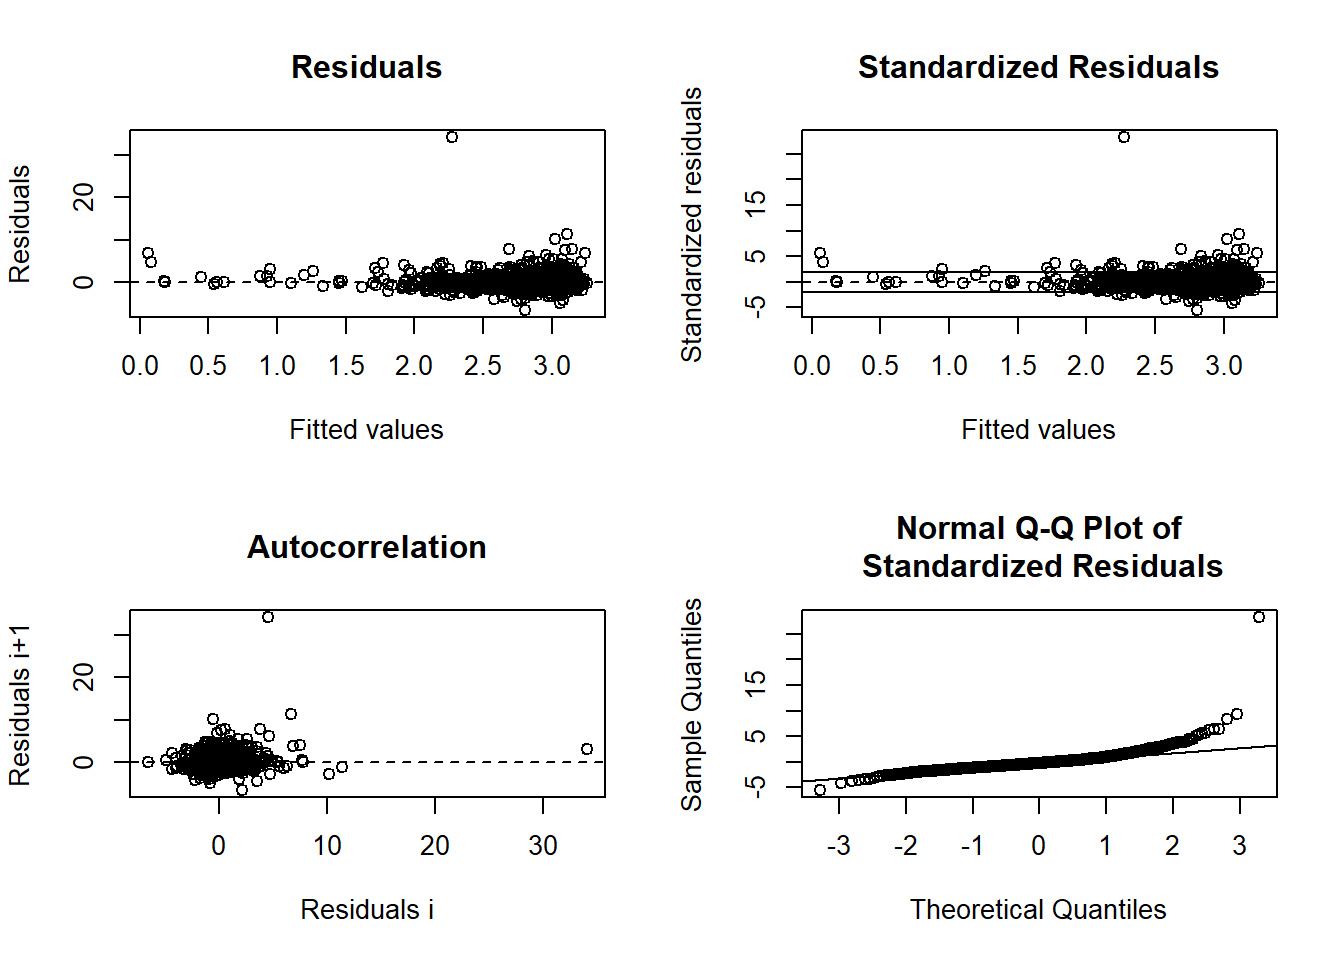 Residuals
Residuals
0
20
0.0 0.5 1.0 1.5 2.0 2.5 3.0
Fitted values
Standardized Residuals
Standardized residuals
-5
5
15
0.0 0.5 1.0 1.5 2.0 2.5 3.0
Fitted values
Autocorrelation
Residuals i+1
0
20
0 10 20 30
Residuals i
Normal Q-Q Plot of
Standardized Residuals
Sample Quantiles
-5
5
15
-3 -2 -1 0 1 2 3
Theoretical Quantiles